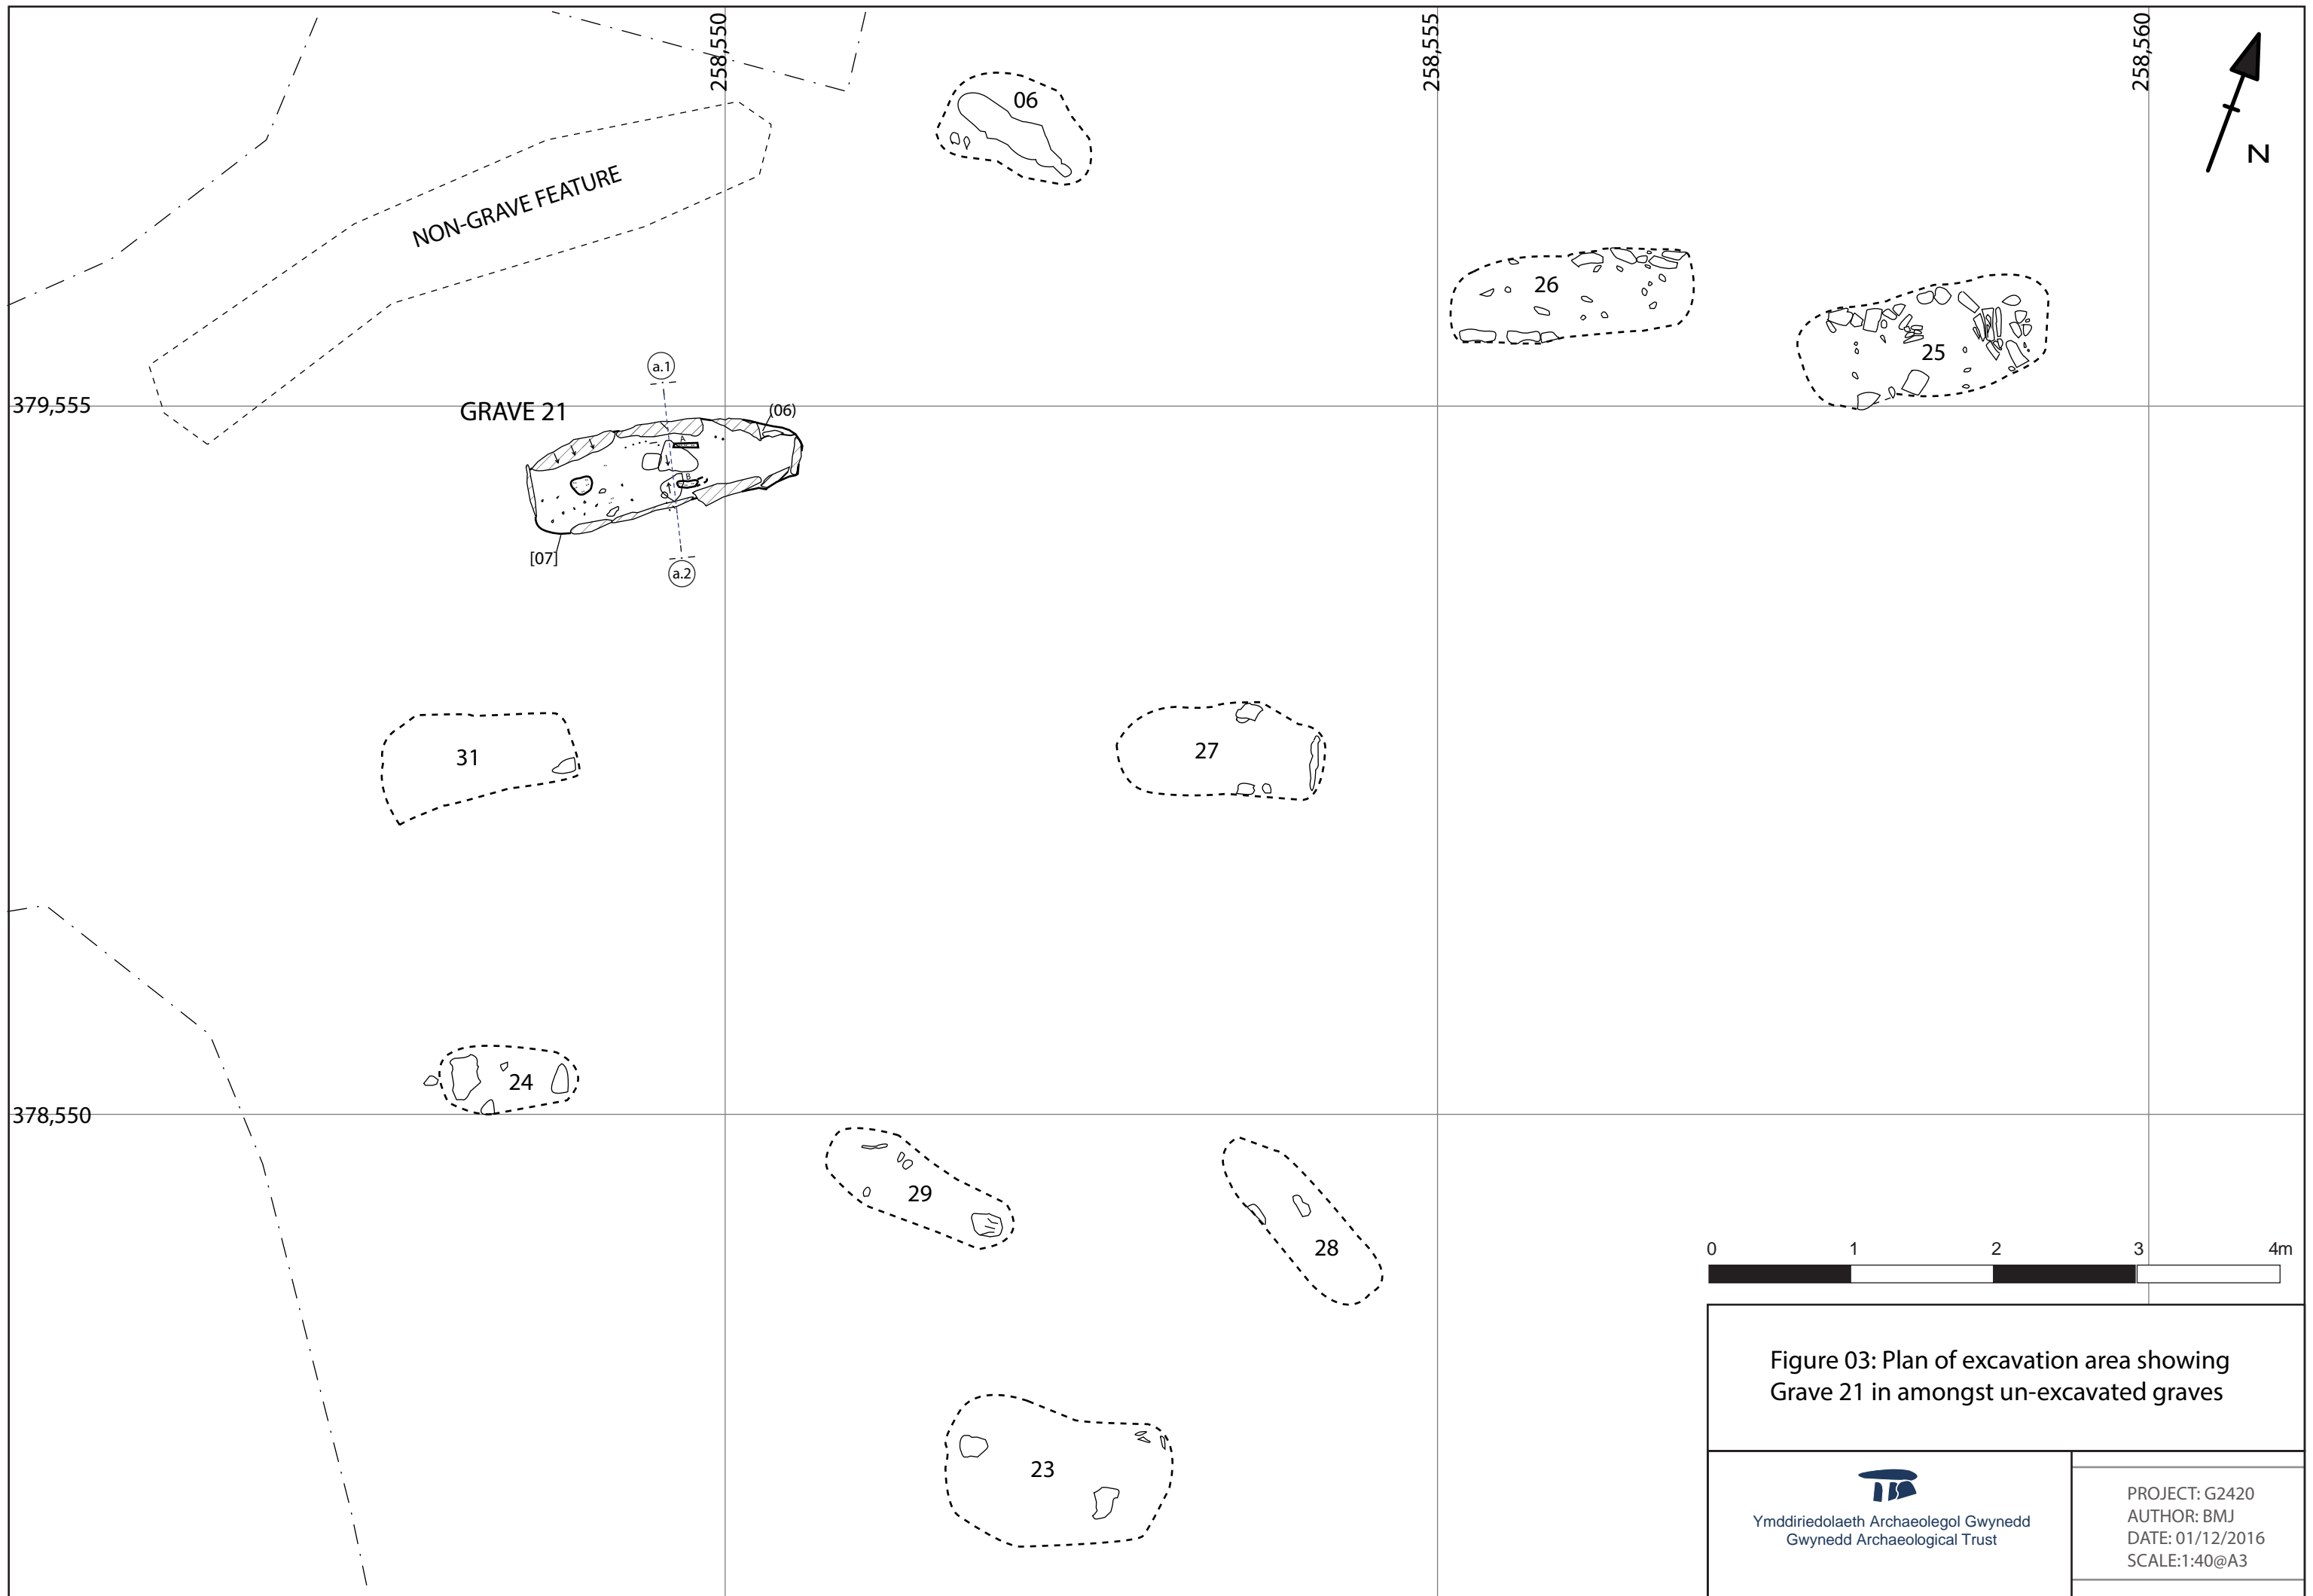 258,550
258,555
258,560
N
06
NON-GRAVE FEATURE
26
25
a.1
379,555
GRAVE 21
(06)
A
B
[07]
a.2
31
27
24
378,550
29
28
23
0 1 2 3 4m
Figure 03: Plan of excavation area showing
Grave 21 in amongst un-excavated graves
Ymddiriedolaeth Archaeolegol Gwynedd
Gwynedd Archaeological Trust
PROJECT: G2420
AUTHOR: BMJ
DATE: 01/12/2016
SCALE:1:40@A3